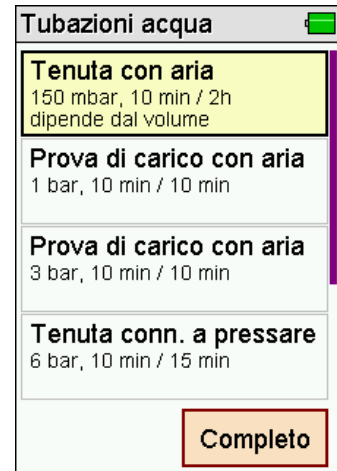 Tubazioni acqua
Tenuta con aria
150 mbar, 10 min / 2h
dipende dal volume
Prova di carico con aria
1 bar, 10 min / 10 min
Prova di carico con aria
3 bar, 10 min / 10 min
Tenuta conn. a pressare
6 bar, 10 min / 15 min
Completo